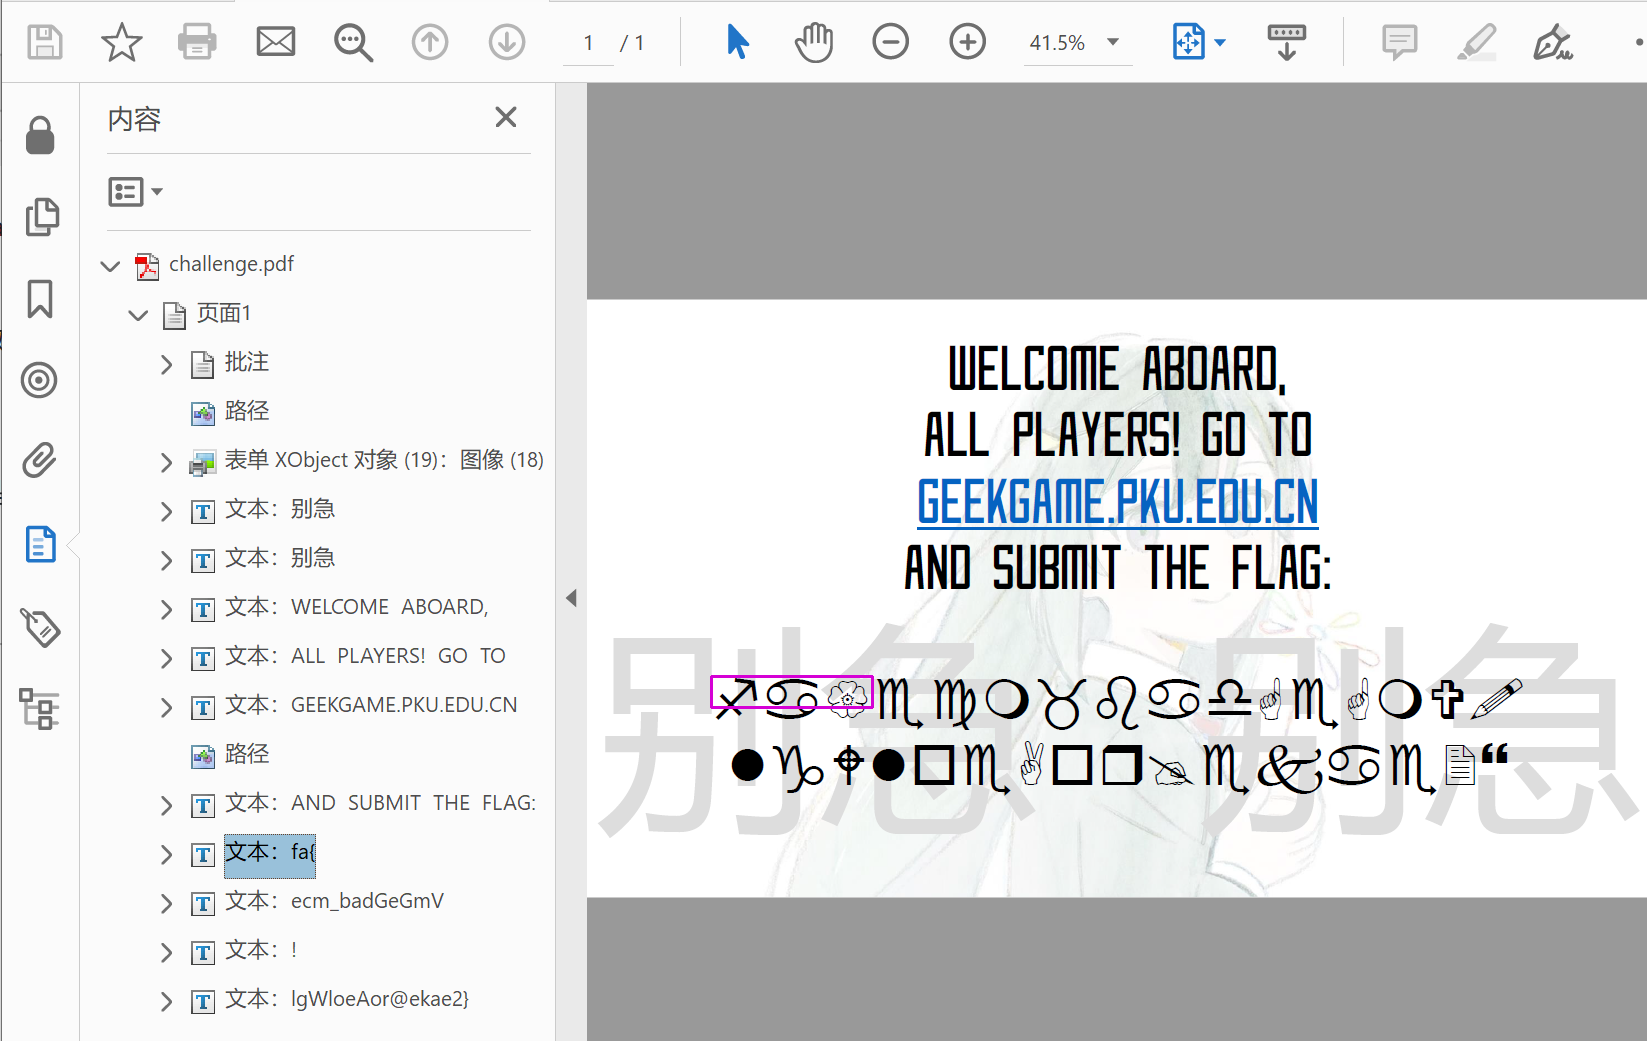 1 / 1
41.5%
内容
challenge.pdf
页面1
批注
路径
表单 XObject 对象 (19)：图像 (18)
文本：别急
文本：别急
文本：WELCOME ABOARD,
文本：ALL PLAYERS! GO TO
文本：GEEKGAME.PKU.EDU.CN
路径
文本：AND SUBMIT THE FLAG:
文本：fa{
文本：ecm_badGeGmV
文本：!
文本：lgWloeAor@ekae2}
WELCOME ABOARD,
ALL PLAYERS! GO TO
GEEKGAME.PKU.EDU.CN
AND SUBMIT THE FLAG:
别急 别急
♐♋❀♏♍❍♉♌♋♎☝♏☝❍✞✏
●♑🕈●□♏✌□❒@♏🙵♋♏🖹❝